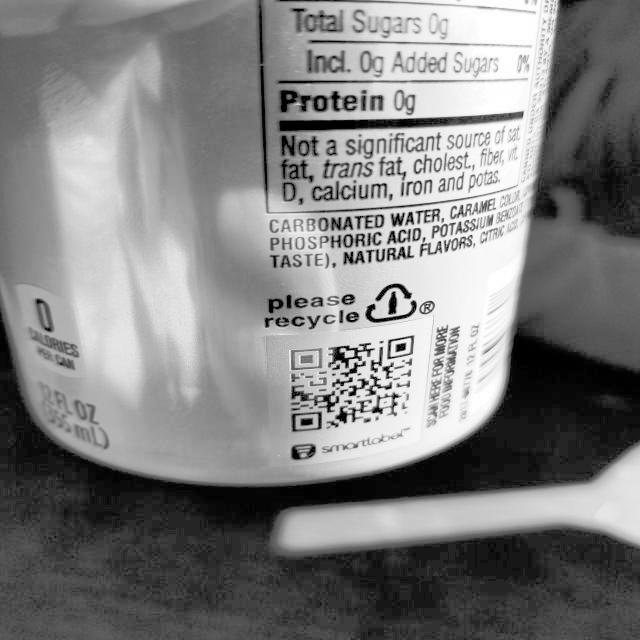 Total Sugars 0g
Incl. 0g Added Sugars 0%
Protein 0g
Not a significant source of sat.
fat, trans fat, cholest., fiber, vit.
D, calcium, iron and potas.
CARBONATED WATER, CARAMEL COLOR,
PHOSPHORIC ACID, POTASSIUM BENZOATE
TASTE), NATURAL FLAVORS, CITRIC
please
recycle ®
SCAN HERE FOR MORE
FOOD INFORMATION
smartlabel™
0
CALORIES
PER CAN
12 FL OZ
(355 mL)